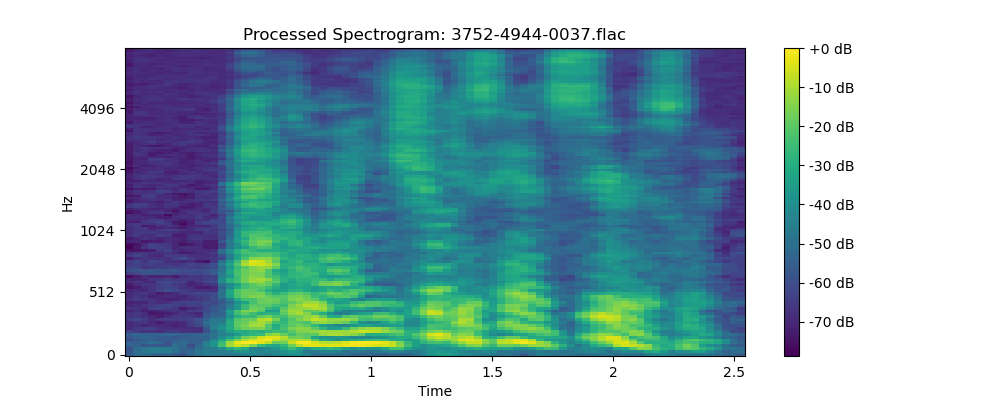 Processed Spectrogram: 3752-4944-0037.flac
Hz
4096
2048
1024
512
0
0
0.5
1
1.5
2
2.5
Time
+0 dB
-10 dB
-20 dB
-30 dB
-40 dB
-50 dB
-60 dB
-70 dB